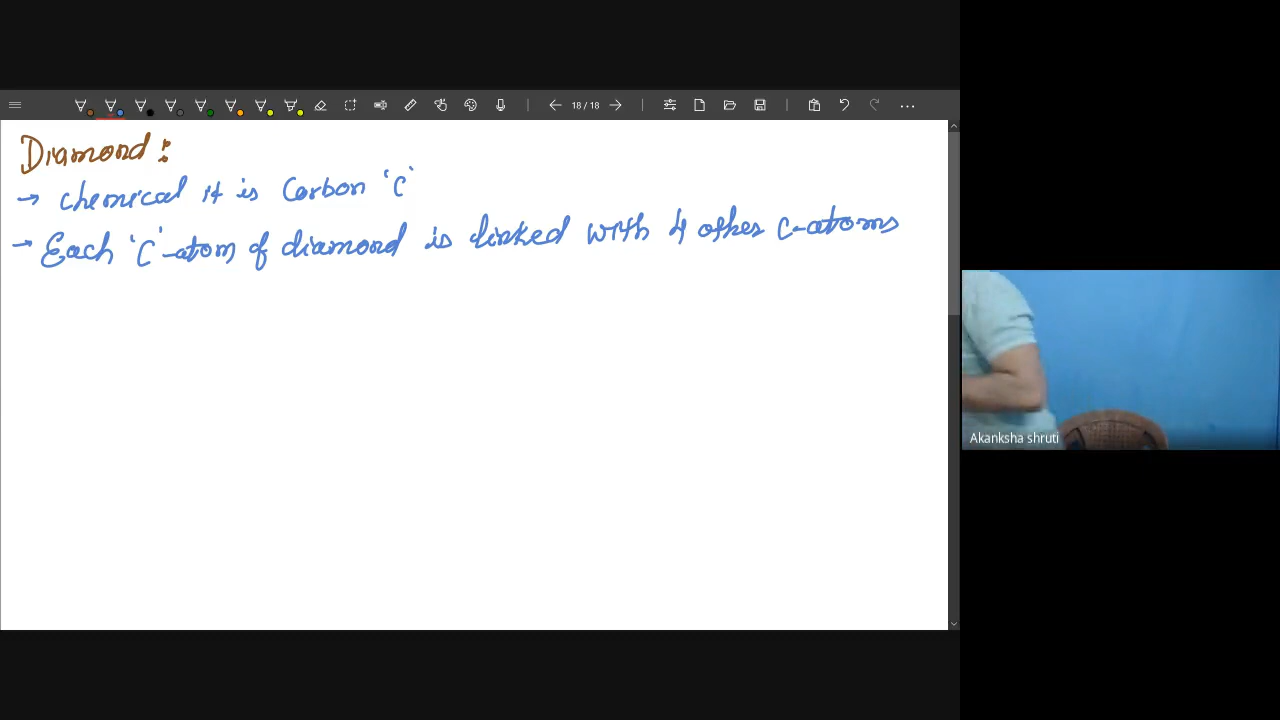 18 / 18
Diamond :
→ chemical it is Carbon 'C'
→ Each 'C'-atom of diamond is linked with 4 other C-atoms
Akanksha shruti